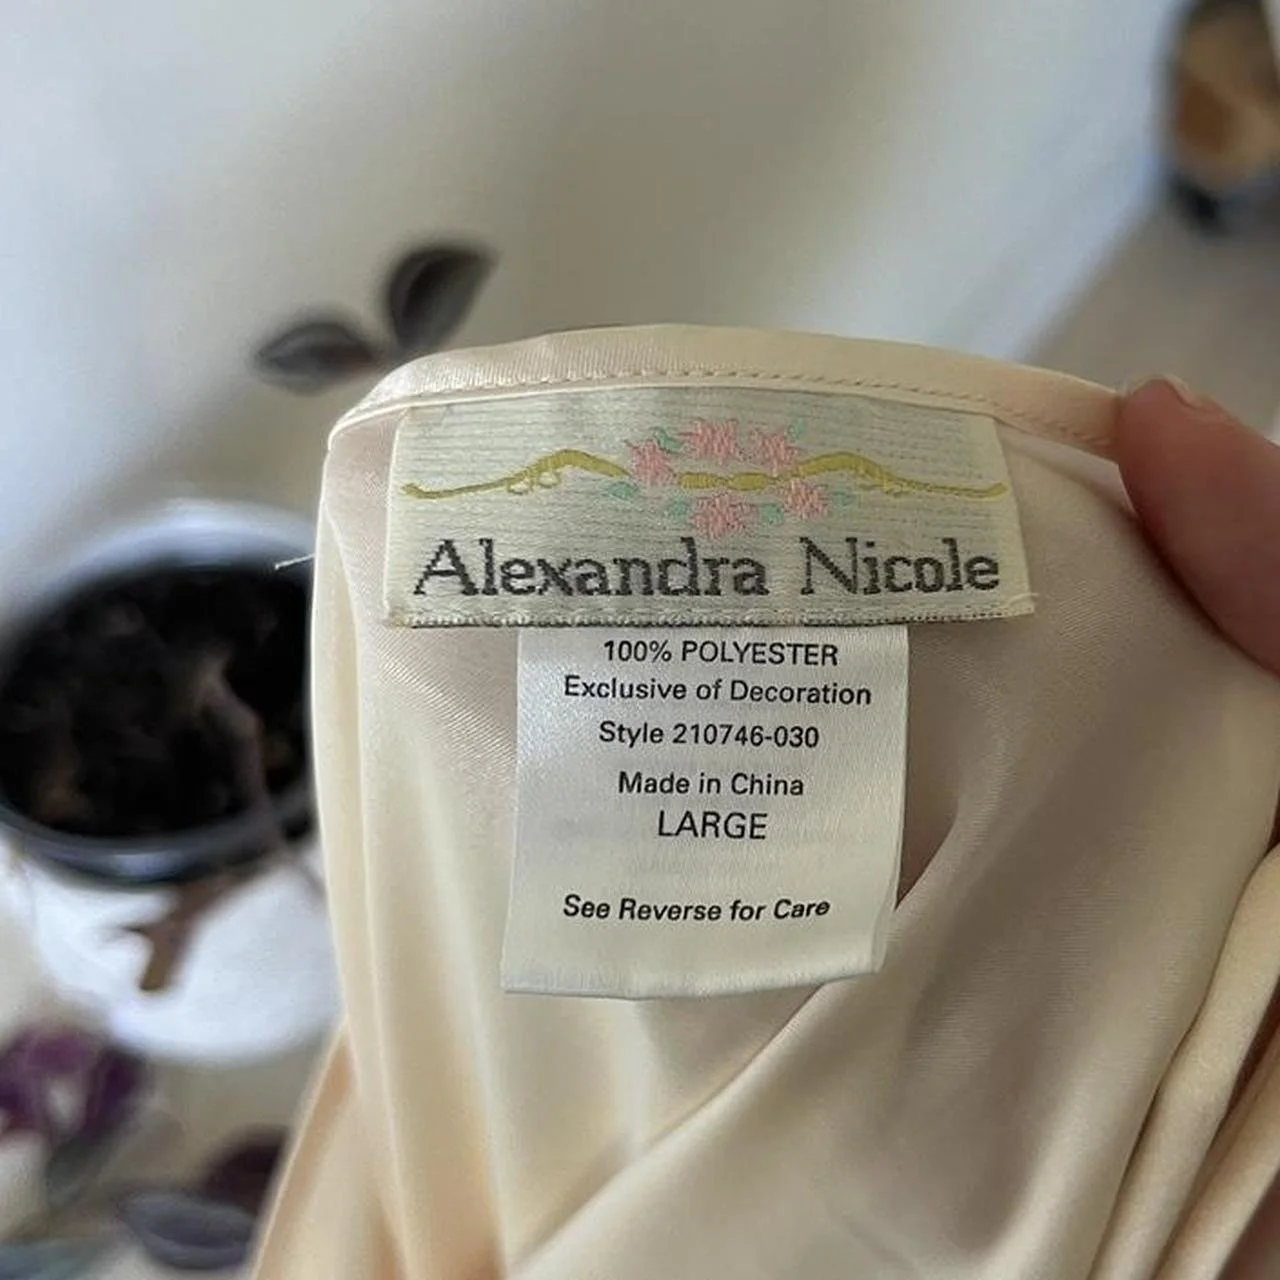 Alexandra Nicole
100% POLYESTER
Exclusive of Decoration
Style 210746-030
Made in China
LARGE
See Reverse for Care